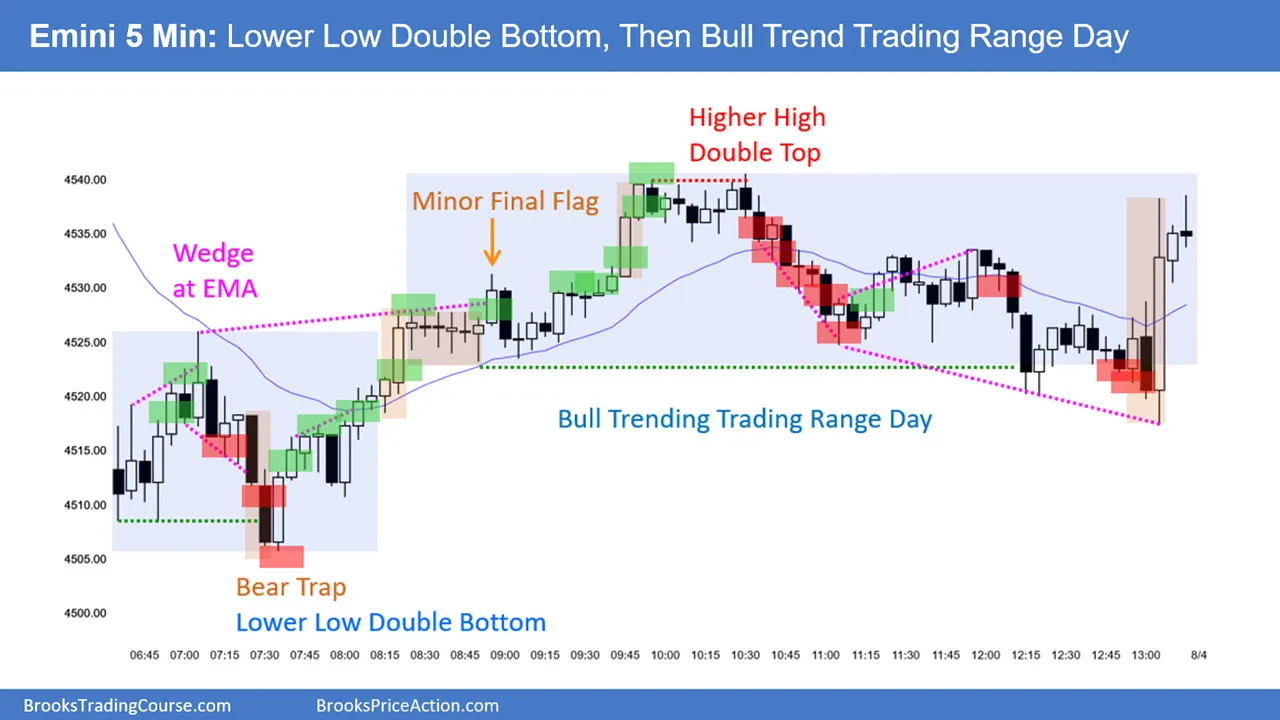 Emini 5 Min: Lower Low Double Bottom, Then Bull Trend Trading Range Day
Higher High
Double Top
Minor Final Flag
Wedge
at EMA
Bull Trending Trading Range Day
Bear Trap
Lower Low Double Bottom
4540.00
4535.00
4530.00
4525.00
4520.00
4515.00
4510.00
4505.00
4500.00
06:45 07:00 07:15 07:30 07:45 08:00 08:15 08:30 08:45 09:00 09:15 09:30 09:45 10:00 10:15 10:30 10:45 11:00 11:15 11:30 11:45 12:00 12:15 12:30 12:45 13:00 8/4
BrooksTradingCourse.com BrooksPriceAction.com